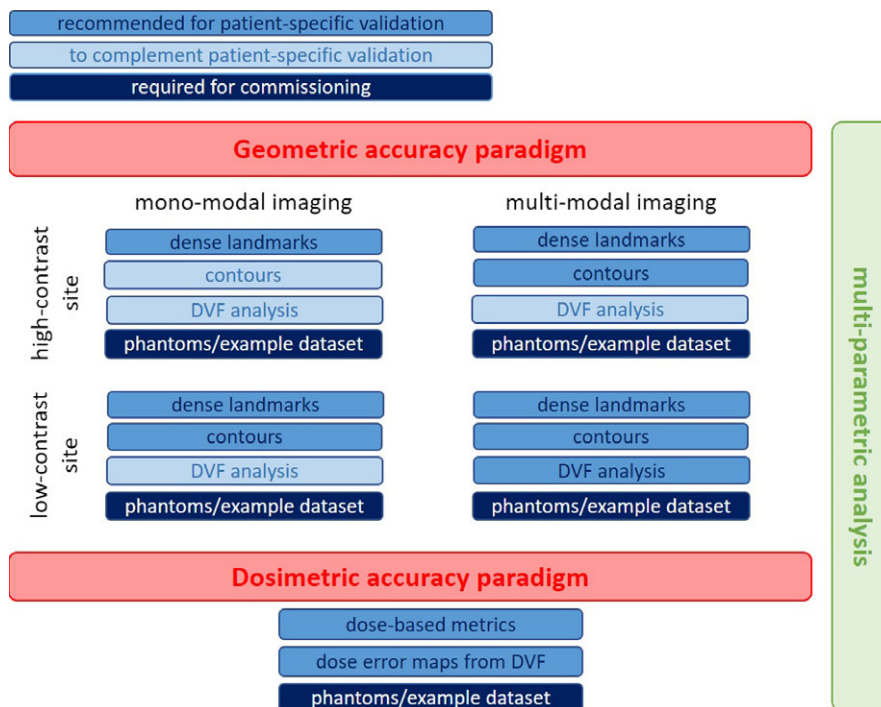 recommended for patient-specific validation
to complement patient-specific validation
required for commissioning
Geometric accuracy paradigm
mono-modal imaging
multi-modal imaging
high-contrast
site
dense landmarks
contours
DVF analysis
phantoms/example dataset
dense landmarks
contours
DVF analysis
phantoms/example dataset
low-contrast
site
dense landmarks
contours
DVF analysis
phantoms/example dataset
dense landmarks
contours
DVF analysis
phantoms/example dataset
Dosimetric accuracy paradigm
dose-based metrics
dose error maps from DVF
phantoms/example dataset
multi-parametric analysis